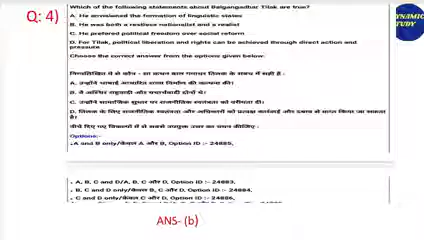 Q: 4)
DYNAMIC
STUDY
Which of the following statements about Balgangadhar Tilak are true?
A. He envisioned the formation of linguistic states
B. He was both a restless nationalist and a realist
C. He prefered political freedom over social reform
D. For Tilak, political liberation and rights can be achieved through direct action and
pressure
Choose the correct answer from the options given below:
निम्नलिखित में से कौन - सा कथन बाल गंगाधर तिलक के संबंध में सही है :
A. उन्होंने भाषाई आधारित राज्य निर्माण की कल्पना की।
B. वे अस्थिर राष्ट्रवादी और यथार्थवादी दोनों थे।
C. उन्होंने सामाजिक सुधार पर राजनीतिक स्वतंत्रता को वरीयता दी।
D. तिलक के लिए राजनीतिक स्वतंत्रता और अधिकारों को प्रत्यक्ष कार्रवाई और दबाव से प्राप्त किया जा सकता
है।
नीचे दिए गए विकल्पों में से सबसे उपयुक्त उत्तर का चयन कीजिए :
Options:-
A and B only/केवल A और B, Option ID :- 24885,
A, B, C and D/A, B, C और D, Option ID :- 24883,
B, C and D only/केवल B, C और D, Option ID :- 24884,
C and D only/केवल C और D, Option ID :- 24886,
ANS- (b)